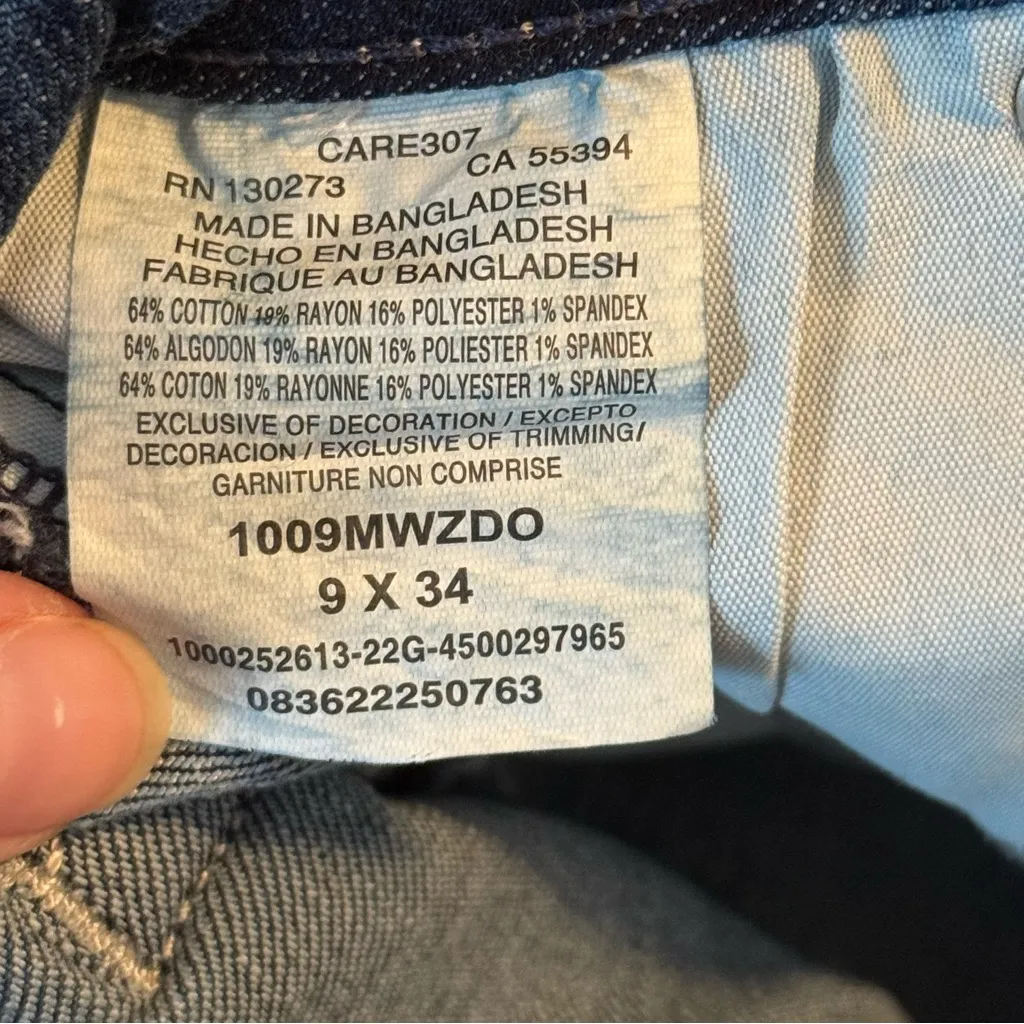 CARE307
RN 130273 CA 55394
MADE IN BANGLADESH
HECHO EN BANGLADESH
FABRIQUE AU BANGLADESH
64% COTTON 19% RAYON 16% POLYESTER 1% SPANDEX
64% ALGODON 19% RAYON 16% POLIESTER 1% SPANDEX
64% COTON 19% RAYONNE 16% POLYESTER 1% SPANDEX
EXCLUSIVE OF DECORATION / EXCEPTO
DECORACION / EXCLUSIVE OF TRIMMING/
GARNITURE NON COMPRISE
1009MWZDO
9 X 34
1000252613-22G-4500297965
083622250763